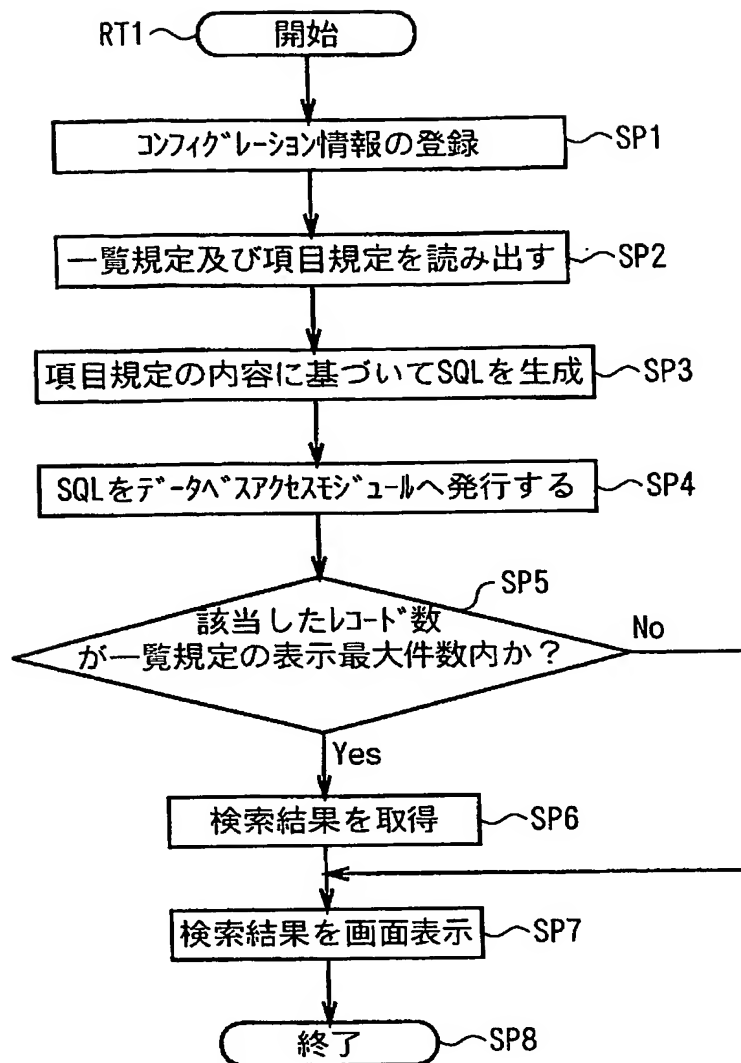 RT1 開始
コンフィグレーション情報の登録 SP1
一覧規定及び項目規定を読み出す SP2
項目規定の内容に基づいてSQLを生成 SP3
SQLをデータベスアクセスモジュールへ発行する SP4
SP5
該当したレコード数
が一覧規定の表示最大件数内か？
No
Yes
検索結果を取得 SP6
検索結果を画面表示 SP7
終了 SP8